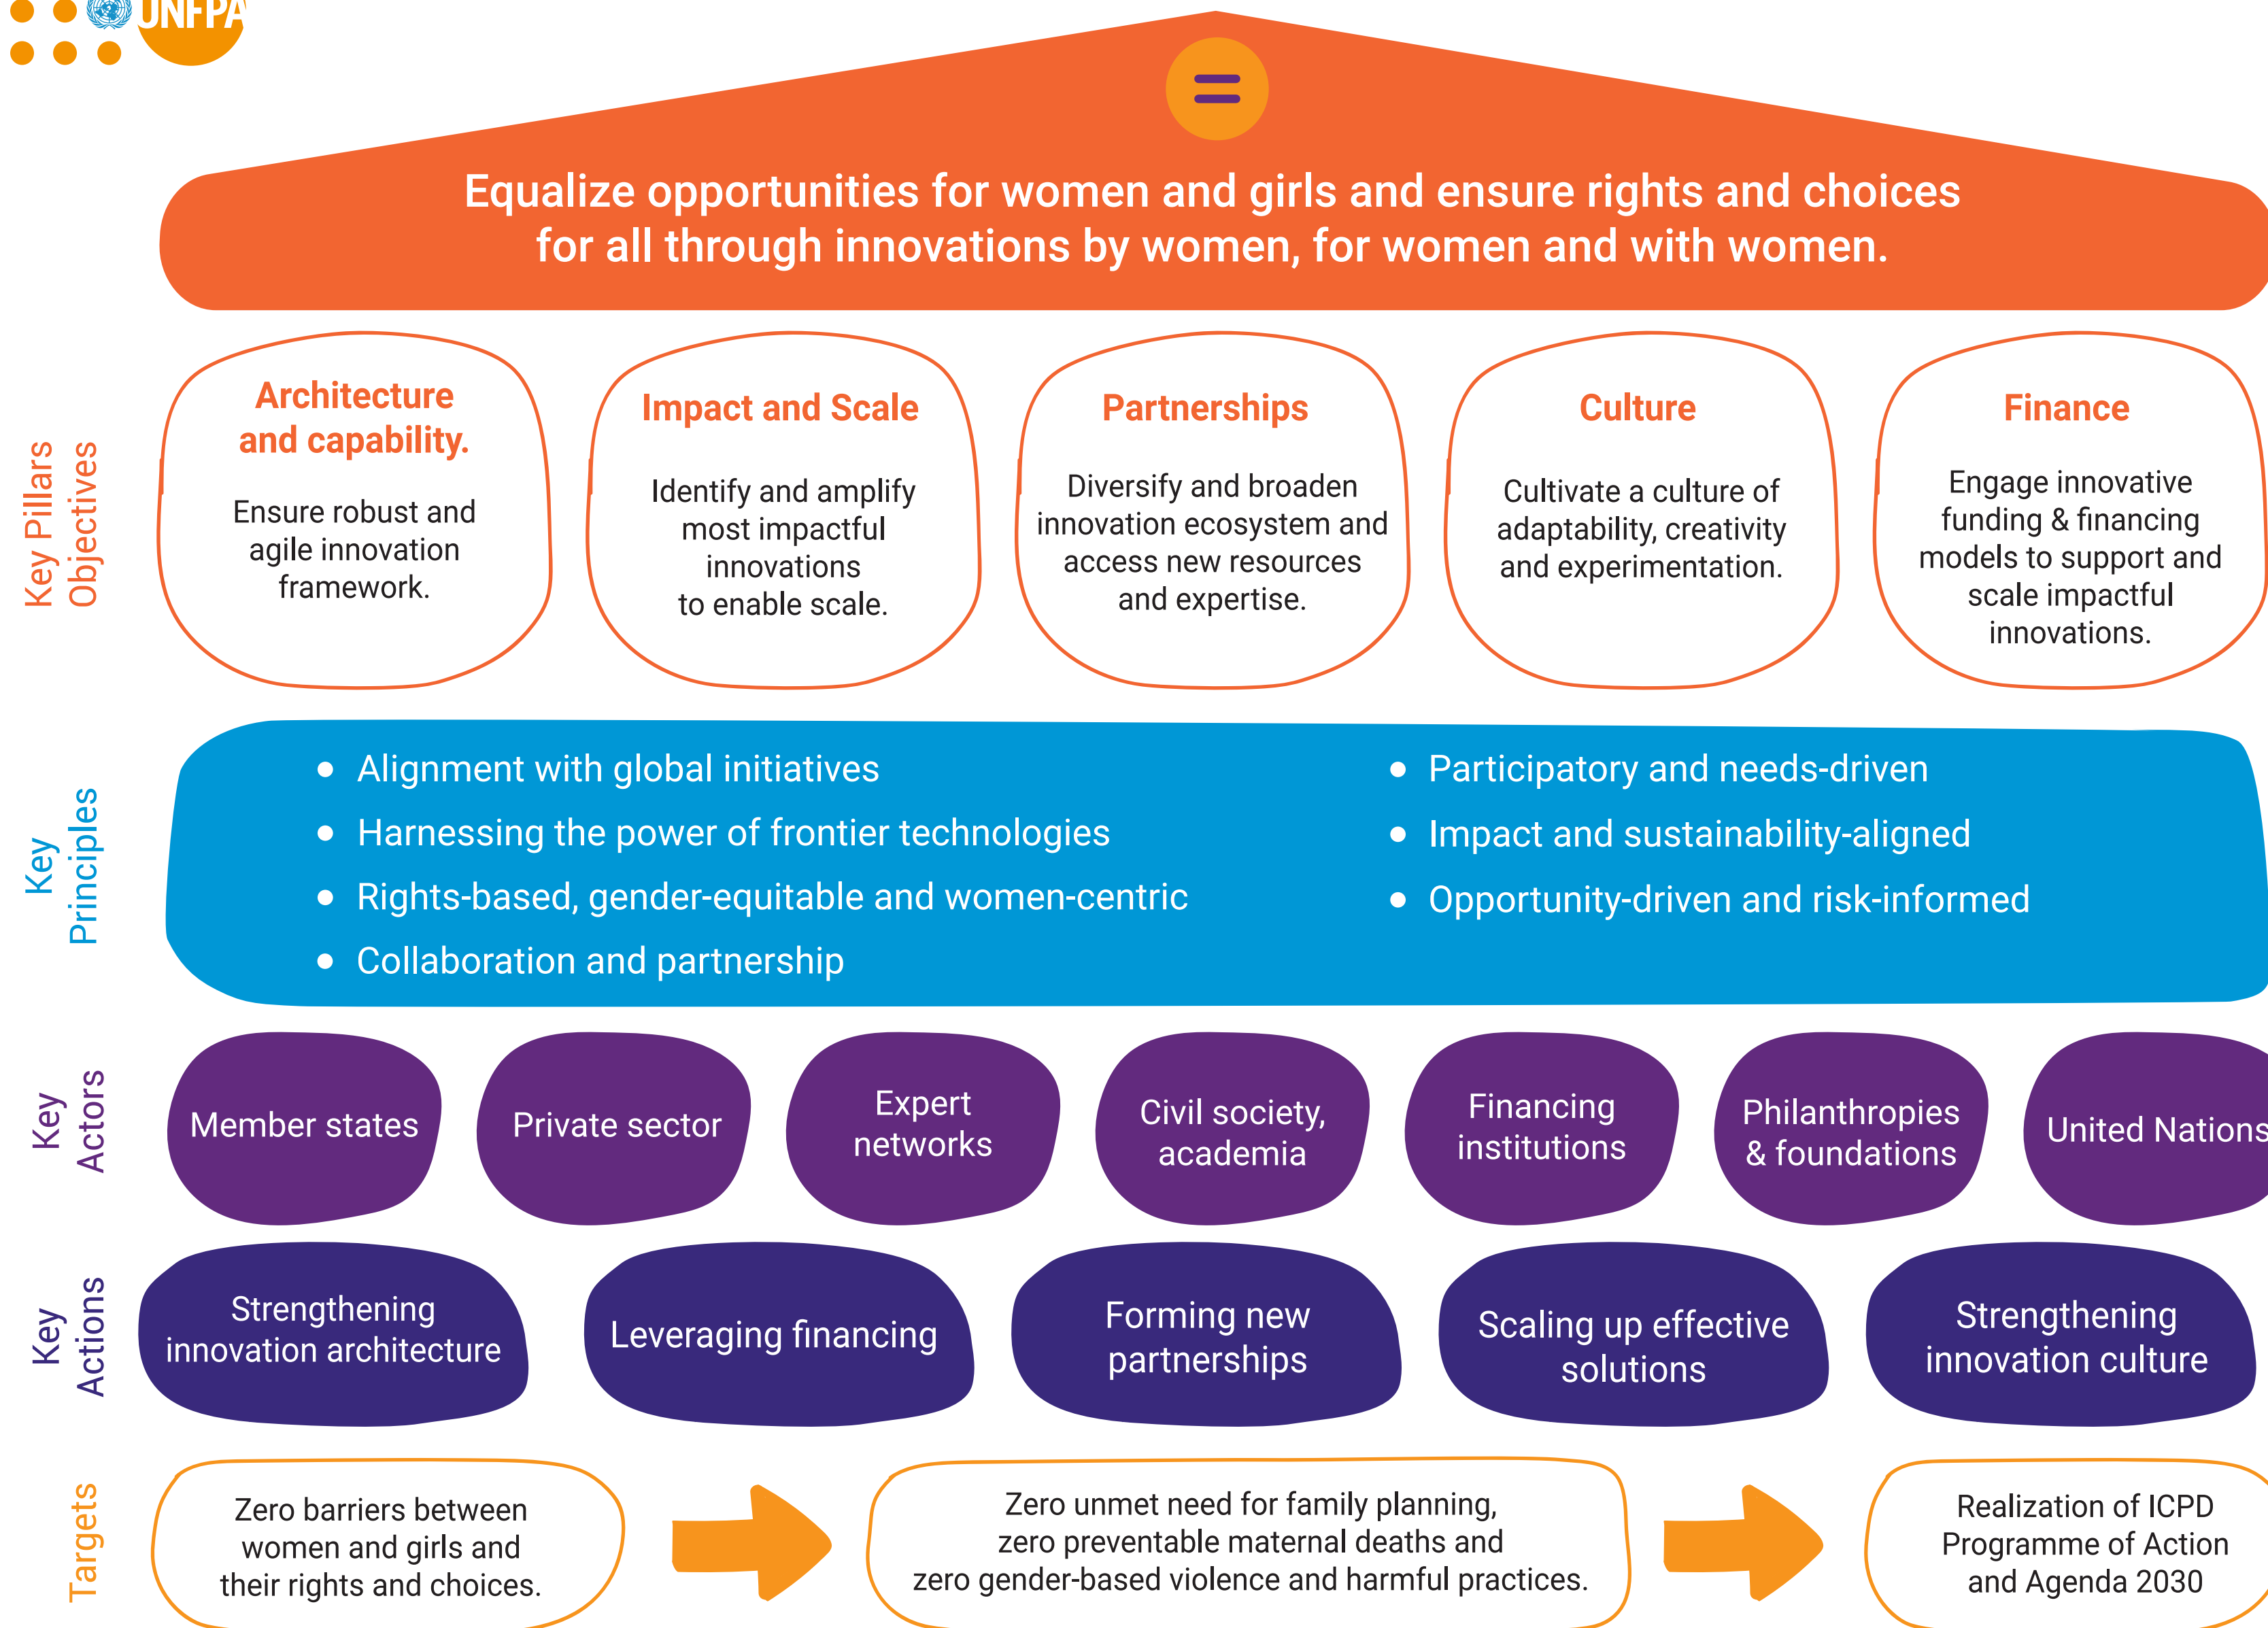 UNFPA
=
Equalize opportunities for women and girls and ensure rights and choices
for all through innovations by women, for women and with women.
Key Pillars
Objectives
Architecture
and capability.
Ensure robust and
agile innovation
framework.
Impact and Scale
Identify and amplify
most impactful
innovations
to enable scale.
Partnerships
Diversify and broaden
innovation ecosystem and
access new resources
and expertise.
Culture
Cultivate a culture of
adaptability, creativity
and experimentation.
Finance
Engage innovative
funding & financing
models to support and
scale impactful
innovations.
Key
Principles
• Alignment with global initiatives
• Harnessing the power of frontier technologies
• Rights-based, gender-equitable and women-centric
• Collaboration and partnership
• Participatory and needs-driven
• Impact and sustainability-aligned
• Opportunity-driven and risk-informed
Key
Actors
Member states
Private sector
Expert
networks
Civil society,
academia
Financing
institutions
Philanthropies
& foundations
United Nations
Key
Actions
Strengthening
innovation architecture
Leveraging financing
Forming new
partnerships
Scaling up effective
solutions
Strengthening
innovation culture
Targets
Zero barriers between
women and girls and
their rights and choices.
Zero unmet need for family planning,
zero preventable maternal deaths and
zero gender-based violence and harmful practices.
Realization of ICPD
Programme of Action
and Agenda 2030